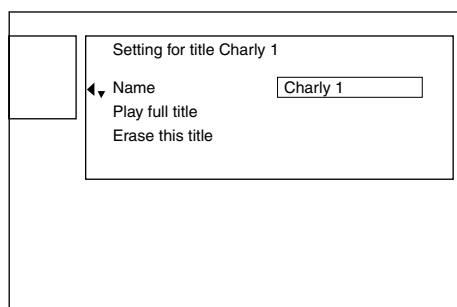 Setting for title Charly 1
Name Charly 1
Play full title
Erase this title